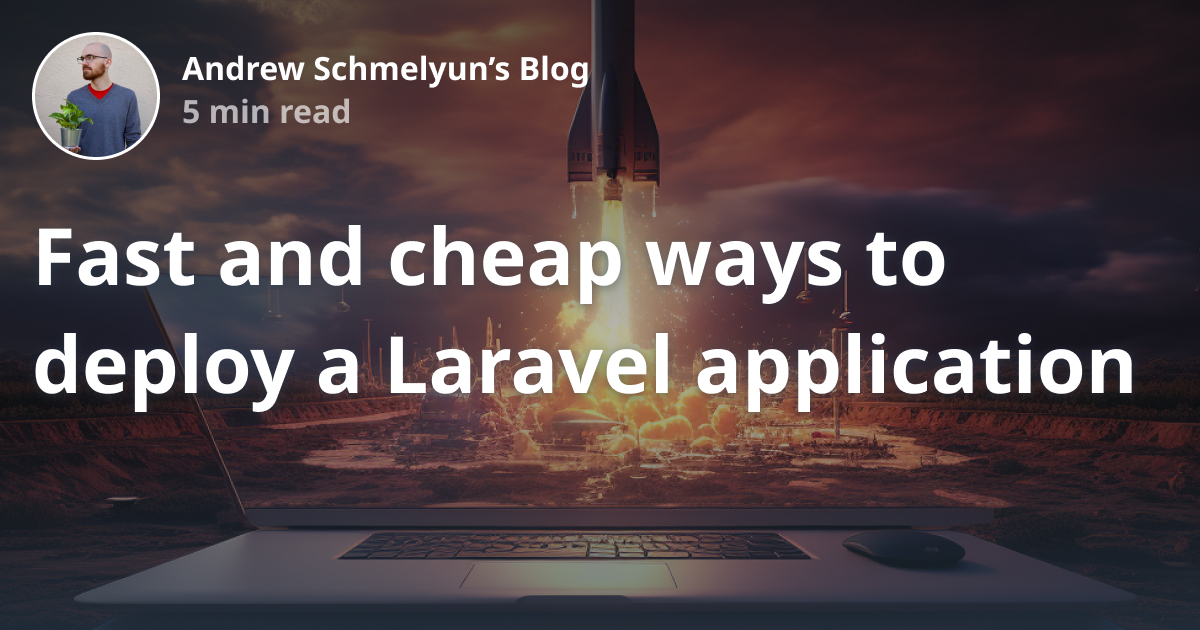 Andrew Schmelyun’s Blog
5 min read
Fast and cheap ways to
deploy a Laravel application